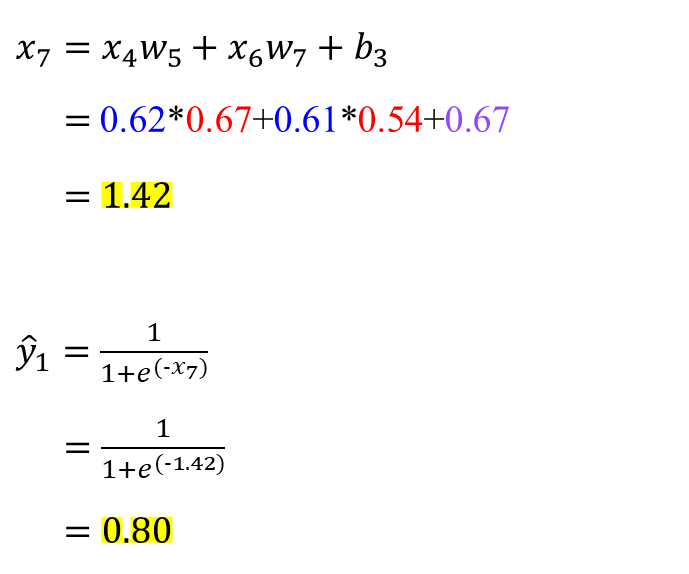 x₇ = x₄w₅ + x₆w₇ + b₃
= 0.62*0.67+0.61*0.54+0.67
= 1.42
ŷ₁ = 1/(1+e^(-x₇))
= 1/(1+e^(-1.42))
= 0.80